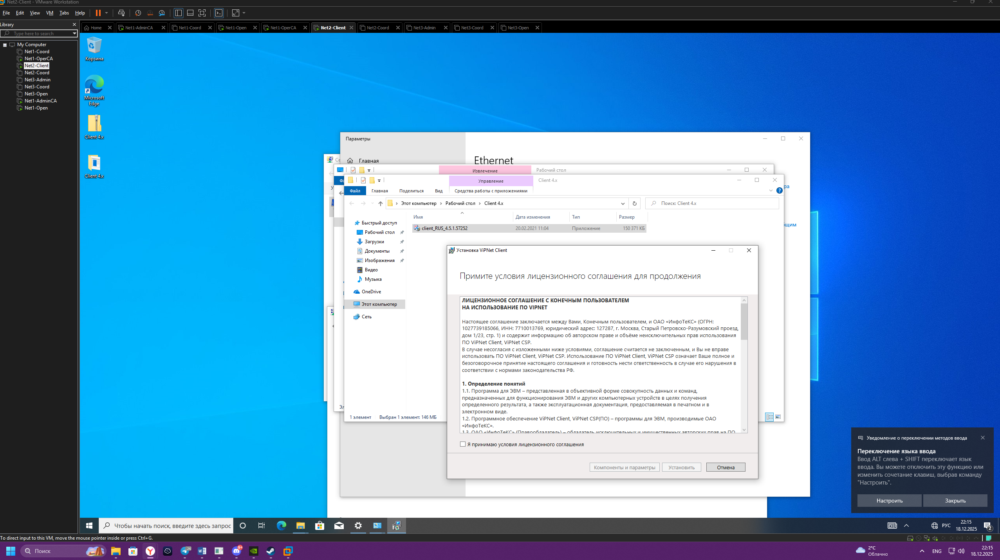 Net2-Client - VMware Workstation
File Edit View VM Tabs Help
Library
Type here to search
Home
Net1-AdminCA
Net1-Coord
Net1-Open
Net1-OperCA
Net2-Client
Net2-Coord
Net3-Admin
Net3-Coord
Net3-Open
My Computer
Net1-Coord
Net1-OperCA
Net2-Client
Net2-Coord
Net3-Admin
Net3-Coord
Net3-Open
Net1-AdminCA
Net1-Open
Корзина
Microsoft
Edge
Client 4.x
Client 4.x
Параметры
Главная
Ethernet
Извлечение
Рабочий стол
Управление
Client 4.x
Файл
Главная
Поделиться
Вид
Средства работы с приложениями
Этот компьютер
Рабочий стол
Client 4.x
Поиск: Client 4.x
Имя
Дата изменения
Тип
Размер
client_RUS_4.5.1.57252
20.02.2021 11:04
Приложение
150 371 КБ
Быстрый доступ
Рабочий стол
Загрузки
Документы
Изображения
Видео
Музыка
OneDrive
Этот компьютер
Сеть
1 элемент
Выбран 1 элемент: 146 МБ
Установка ViPNet Client
Примите условия лицензионного соглашения для продолжения
ЛИЦЕНЗИОННОЕ СОГЛАШЕНИЕ С КОНЕЧНЫМ ПОЛЬЗОВАТЕЛЕМ
НА ИСПОЛЬЗОВАНИЕ ПО VIPNET
Настоящее соглашение заключается между Вами, Конечным пользователем, и ОАО «ИнфоТеКС» (ОГРН:
1027739185066, ИНН: 7710013769, юридический адрес: 127287, г. Москва, Старый Петровско-Разумовский проезд,
дом 1/23, стр. 1) и содержит информацию об авторском праве и объёме неисключительных прав использования
ПО ViPNet Client, ViPNet CSP.
В случае несогласия с изложенными ниже условиями, соглашение считается не заключенным, и Вы не вправе
использовать ПО ViPNet Client, ViPNet CSP. Использование ПО ViPNet Client, ViPNet CSP означает Ваше полное и
безоговорочное принятие настоящего соглашения и готовность нести ответственность в случае его нарушения в
соответствии с нормами законодательства РФ.
1. Определение понятий
1.1. Программа для ЭВМ – представленная в объективной форме совокупность данных и команд,
предназначенных для функционирования ЭВМ и других компьютерных устройств в целях получения
определенного результата, а также эксплуатационная документация, предоставляемая в печатном и в
электронном виде.
1.2. Программное обеспечение ViPNet Client, ViPNet CSP(ПО) – программы для ЭВМ, производимые ОАО
«ИнфоТеКС».
1.3. ОАО «ИнфоТеКС» (Правообладатель) – обладатель исключительных и имущественных авторских прав на ПО
Я принимаю условия лицензионного соглашения
Компоненты и параметры
Установить
Отмена
Уведомление о переключении методов ввода
Переключение языка ввода
Ввод ALT слева + SHIFT переключает язык
ввода. Вы можете отключить эту функцию или
изменить сочетание клавиш, выбрав команду
"Настроить".
Настроить
Закрыть
Чтобы начать поиск, введите здесь запрос
РУС
22:15
18.12.2025
2
To direct input to this VM, move the mouse pointer inside or press Ctrl+G.
Поиск
26
9+
2°C
Облачно
ENG
22:15
18.12.2025